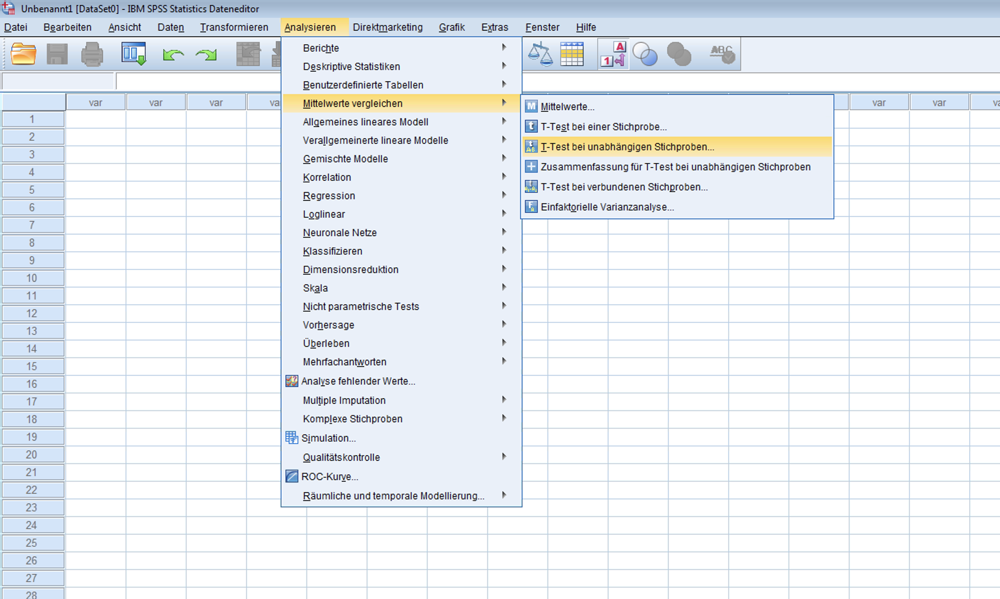 Unbenannt1 [DataSet0] - IBM SPSS Statistics Dateneditor
Datei Bearbeiten Ansicht Daten Transformieren Analysieren Direktmarketing Grafik Extras Fenster Hilfe
A
1
ABC
var var var va var var va
Berichte
Deskriptive Statistiken
Benutzerdefinierte Tabellen
Mittelwerte vergleichen
Allgemeines lineares Modell
Verallgemeinerte lineare Modelle
Gemischte Modelle
Korrelation
Regression
Loglinear
Neuronale Netze
Klassifizieren
Dimensionsreduktion
Skala
Nicht parametrische Tests
Vorhersage
Überleben
Mehrfachantworten
Analyse fehlender Werte...
Multiple Imputation
Komplexe Stichproben
Simulation...
Qualitätskontrolle
ROC-Kurve...
Räumliche und temporale Modellierung...
M Mittelwerte...
t T-Test bei einer Stichprobe...
T-Test bei unabhängigen Stichproben...
Zusammenfassung für T-Test bei unabhängigen Stichproben
T-Test bei verbundenen Stichproben...
Einfaktorielle Varianzanalyse...
1
2
3
4
5
6
7
8
9
10
11
12
13
14
15
16
17
18
19
20
21
22
23
24
25
26
27
28